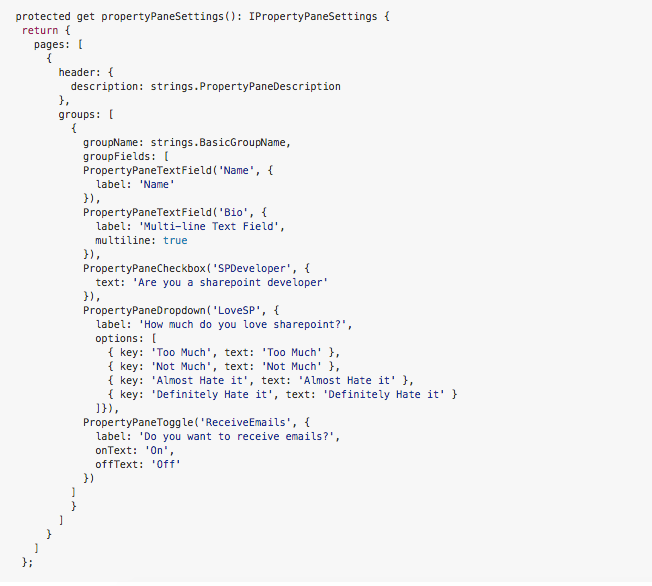 protected get propertyPaneSettings(): IPropertyPaneSettings {
return {
pages: [
{
header: {
description: strings.PropertyPaneDescription
},
groups: [
{
groupName: strings.BasicGroupName,
groupFields: [
PropertyPaneTextField('Name', {
label: 'Name'
}),
PropertyPaneTextField('Bio', {
label: 'Multi-line Text Field',
multiline: true
}),
PropertyPaneCheckbox('SPDeveloper', {
text: 'Are you a sharepoint developer'
}),
PropertyPaneDropdown('LoveSP', {
label: 'How much do you love sharepoint?',
options: [
{ key: 'Too Much', text: 'Too Much' },
{ key: 'Not Much', text: 'Not Much' },
{ key: 'Almost Hate it', text: 'Almost Hate it' },
{ key: 'Definitely Hate it', text: 'Definitely Hate it' }
]}),
PropertyPaneToggle('ReceiveEmails', {
label: 'Do you want to receive emails?',
onText: 'On',
offText: 'Off'
})
]
}
]
}
]
};